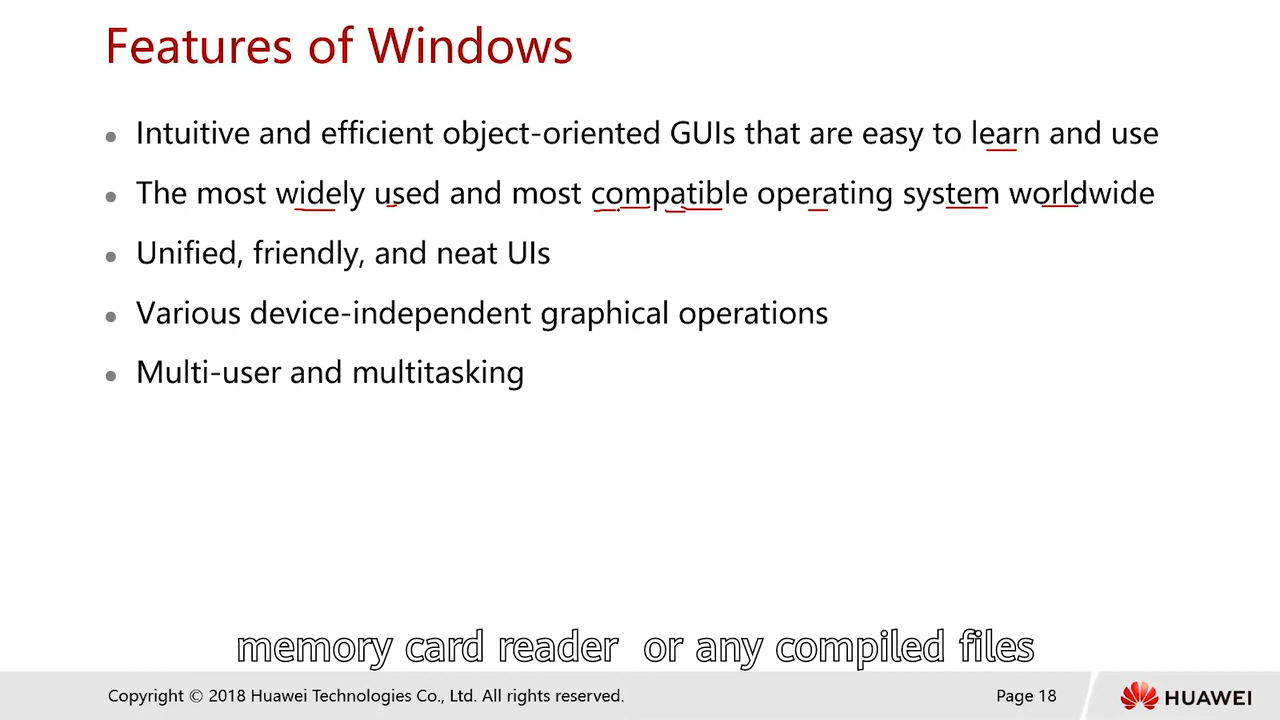 Features of Windows
Intuitive and efficient object-oriented GUIs that are easy to learn and use
The most widely used and most compatible operating system worldwide
Unified, friendly, and neat UIs
Various device-independent graphical operations
Multi-user and multitasking
memory card reader or any compiled files
Copyright © 2018 Huawei Technologies Co., Ltd. All rights reserved.
Page 18
HUAWEI